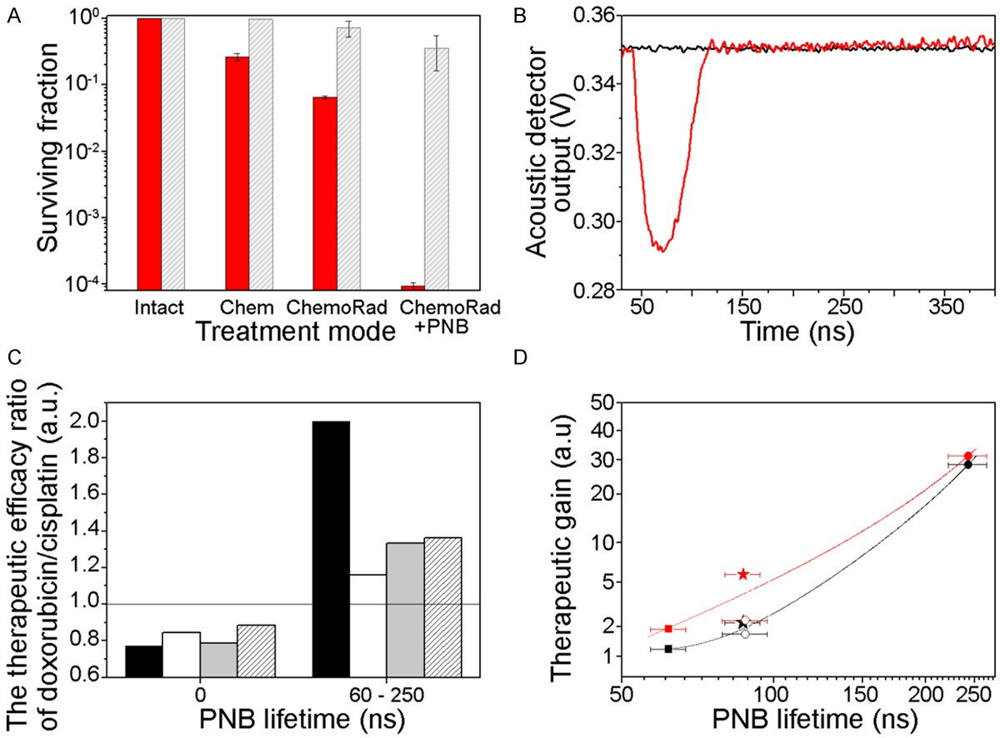 A
Surviving fraction
10⁰
10⁻¹
10⁻²
10⁻³
10⁻⁴
Intact Chem ChemoRad ChemoRad
+PNB
Treatment mode
B
Acoustic detector
output (V)
0.36
0.34
0.32
0.30
0.28
50 150 250 350
Time (ns)
C
The therapeutic efficacy ratio
of doxorubicin/cisplatin (a.u.)
2.0
1.8
1.6
1.4
1.2
1.0
0.8
0.6
0 60 - 250
PNB lifetime (ns)
D
Therapeutic gain (a.u)
50
40
30
20
10
5
2
1
50 100 150 200 250
PNB lifetime (ns)